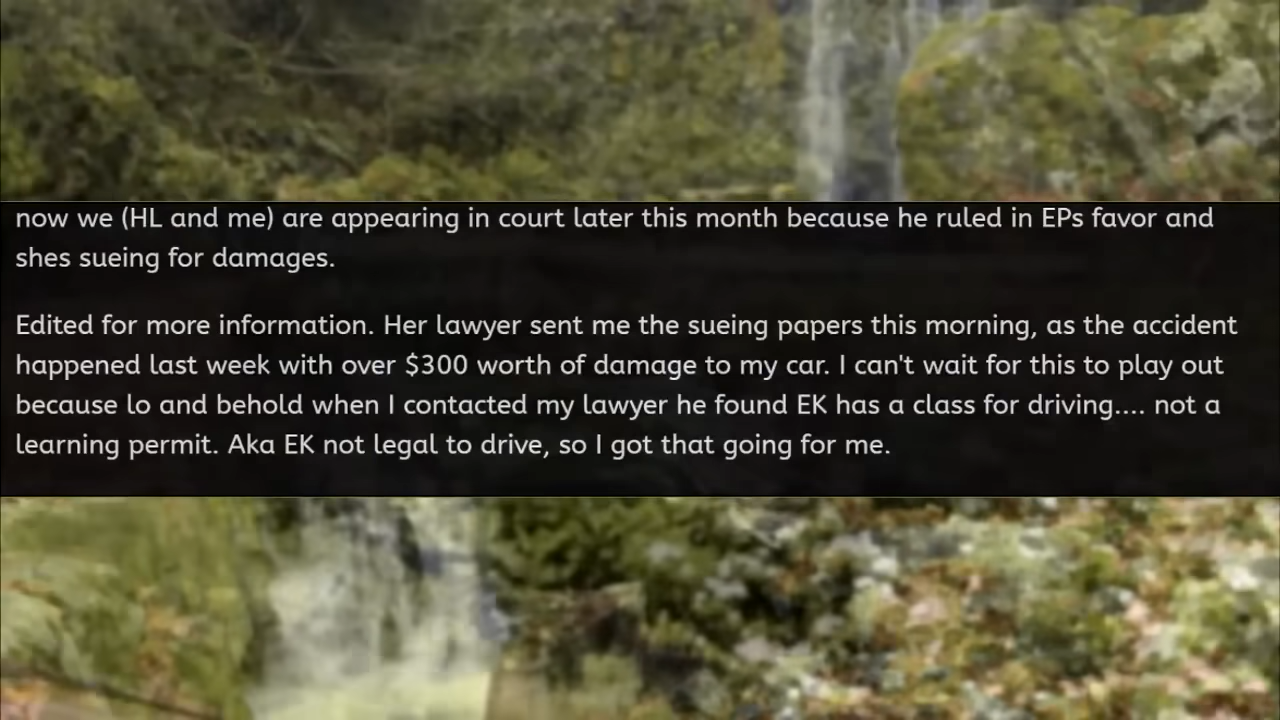 now we (HL and me) are appearing in court later this month because he ruled in EPs favor and
shes sueing for damages.
Edited for more information. Her lawyer sent me the sueing papers this morning, as the accident
happened last week with over $300 worth of damage to my car. I can't wait for this to play out
because lo and behold when I contacted my lawyer he found EK has a class for driving.... not a
learning permit. Aka EK not legal to drive, so I got that going for me.